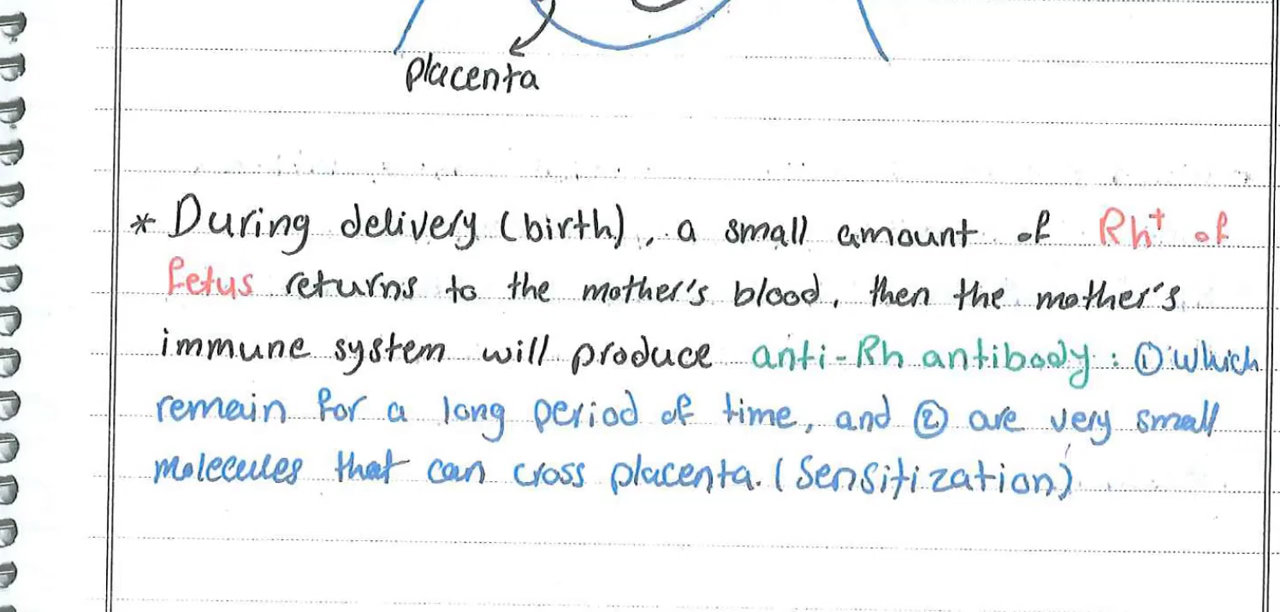 placenta
* During delivery (birth), a small amount of Rh⁺ of
fetus returns to the mother's blood, then the mother's
immune system will produce anti-Rh antibody: ① which
remain for a long period of time, and ② are very small
molecules that can cross placenta. (Sensitization)